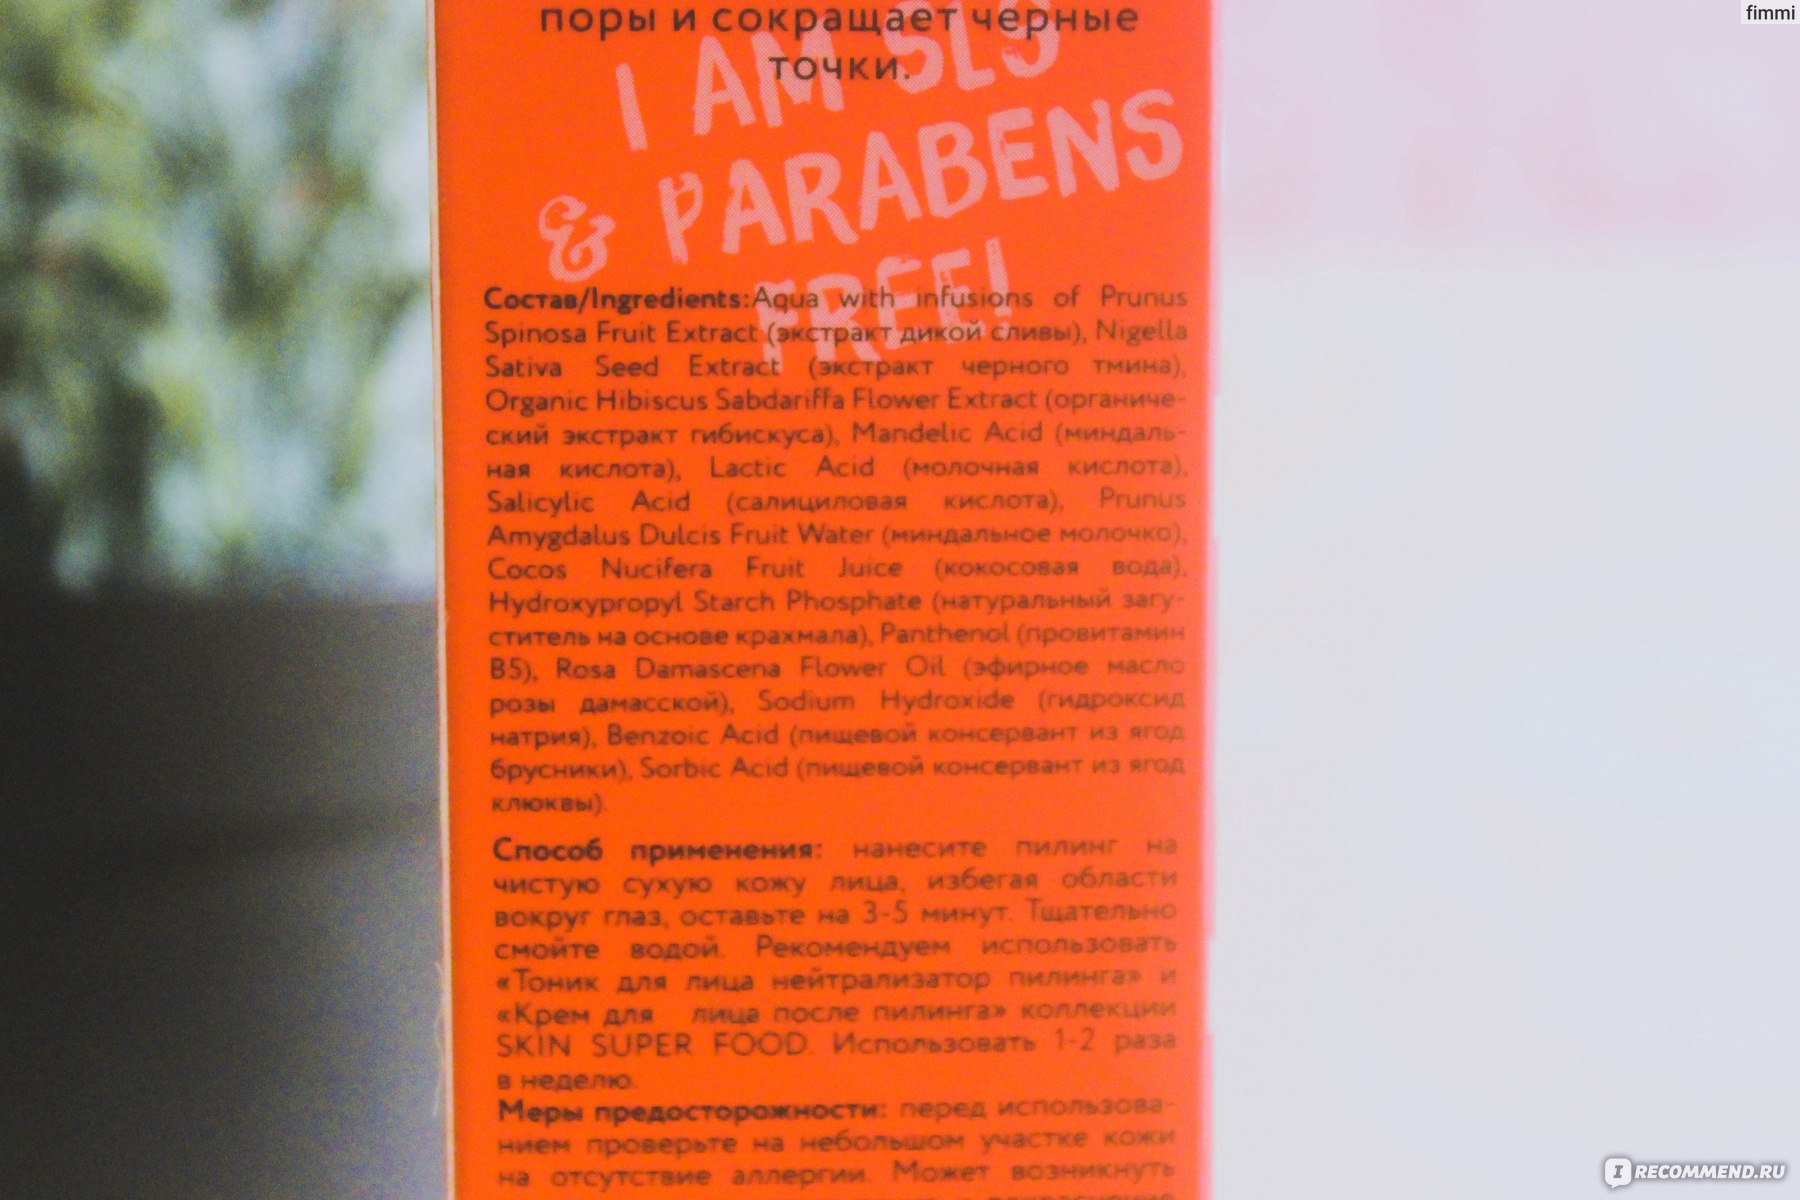 fimmi
поры и сокращает черные
точки.
I AM SLS
& PARABENS
FREE!
Состав/Ingredients: Aqua with infusions of Prunus
Spinosa Fruit Extract (экстракт дикой сливы), Nigella
Sativa Seed Extract (экстракт черного тмина),
Organic Hibiscus Sabdariffa Flower Extract (органиче-
ский экстракт гибискуса), Mandelic Acid (миндаль-
ная кислота), Lactic Acid (молочная кислота),
Salicylic Acid (салициловая кислота), Prunus
Amygdalus Dulcis Fruit Water (миндальное молочко),
Cocos Nucifera Fruit Juice (кокосовая вода),
Hydroxypropyl Starch Phosphate (натуральный загу-
ститель на основе крахмала), Panthenol (провитамин
B5), Rosa Damascena Flower Oil (эфирное масло
розы дамасской), Sodium Hydroxide (гидроксид
натрия), Benzoic Acid (пищевой консервант из ягод
брусники), Sorbic Acid (пищевой консервант из ягод
клюквы).
Способ применения: нанесите пилинг на
чистую сухую кожу лица, избегая области
вокруг глаз, оставьте на 3-5 минут. Тщательно
смойте водой. Рекомендуем использовать
«Тоник для лица нейтрализатор пилинга» и
«Крем для лица после пилинга» коллекции
SKIN SUPER FOOD. Использовать 1-2 раза
в неделю.
Меры предосторожности: перед использова-
нием проверьте на небольшом участке кожи
на отсутствие аллергии. Может возникнуть
IRECOMMEND.RU